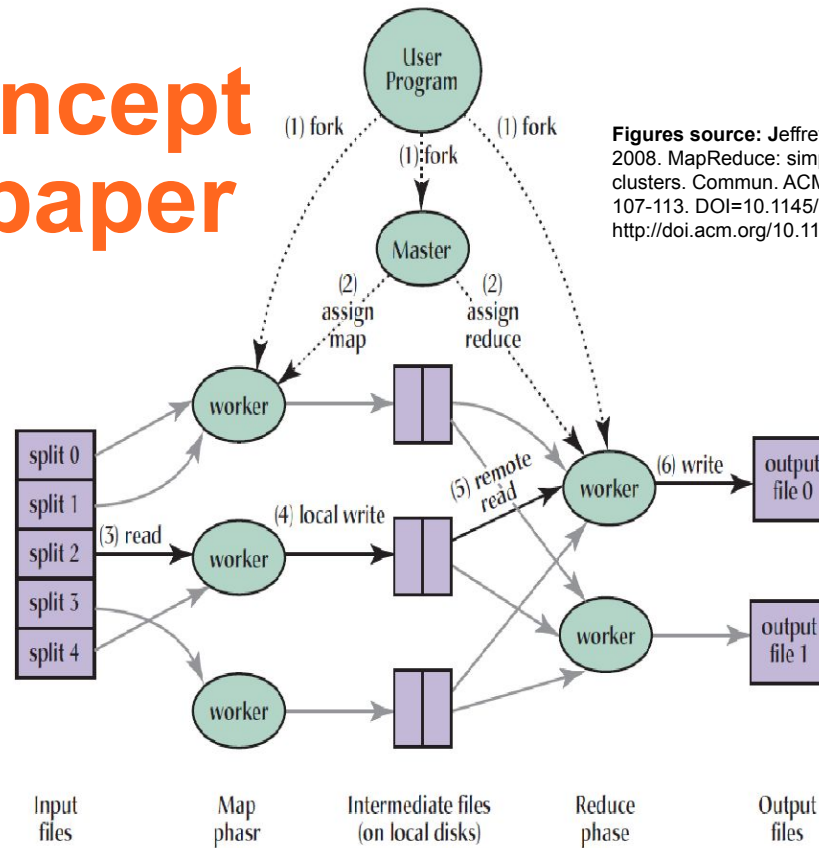 ncept
paper
User
Program
(1) fork
(1) fork
(1) fork
Figures source: Jeffre
2008. MapReduce: simp
clusters. Commun. ACM
107-113. DOI=10.1145/
http://doi.acm.org/10.11
Master
(2)
assign
map
(2)
assign
reduce
worker
split 0
split 1
split 2
split 3
split 4
(3) read
worker
(4) local write
(5) remote
read
worker
(6) write
output
file 0
worker
output
file 1
worker
Input
files
Map
phasr
Intermediate files
(on local disks)
Reduce
phase
Output
files